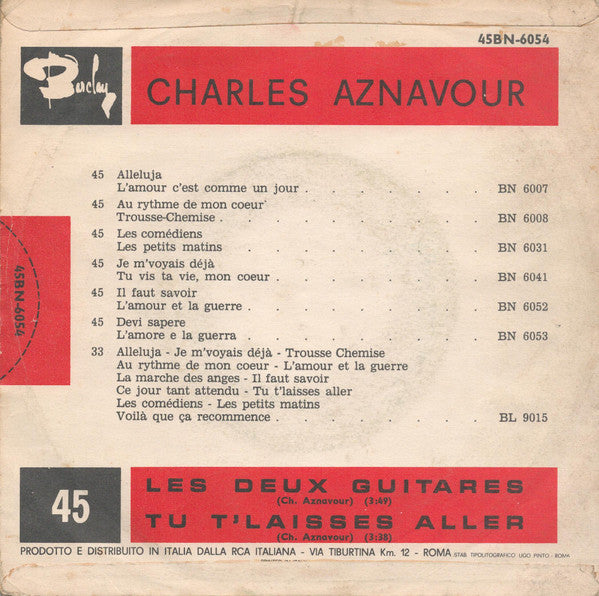 45BN-6054
Barclay
CHARLES AZNAVOUR
45 Alleluja
L'amour c'est comme un jour . . . . . . . . . BN 6007
45 Au rythme de mon coeur
Trousse-Chemise . . . . . . . . . . . . . BN 6008
45 Les comédiens
Les petits matins . . . . . . . . . . . . . BN 6031
45 Je m'voyais déjà
Tu vis ta vie, mon coeur . . . . . . . . . . BN 6041
45 Il faut savoir
L'amour et la guerre . . . . . . . . . . . . BN 6052
45 Devi sapere
L'amore e la guerra . . . . . . . . . . . . BN 6053
33 Alleluja - Je m'voyais déjà - Trousse Chemise
Au rythme de mon coeur - L'amour et la guerre
La marche des anges - Il faut savoir
Ce jour tant attendu - Tu t'laisses aller
Les comédiens - Les petits matins
Voilà que ça recommence . . . . . . . . . . BL 9015
45BN-6054
45
LES DEUX GUITARES
(Ch. Aznavour) (3:49)
TU T'LAISSES ALLER
(Ch. Aznavour) (3:38)
PRODOTTO E DISTRIBUITO IN ITALIA DALLA RCA ITALIANA - VIA TIBURTINA Km. 12 - ROMA STAB. TIPOLITOGRAFICO UGO PINTO - ROMA